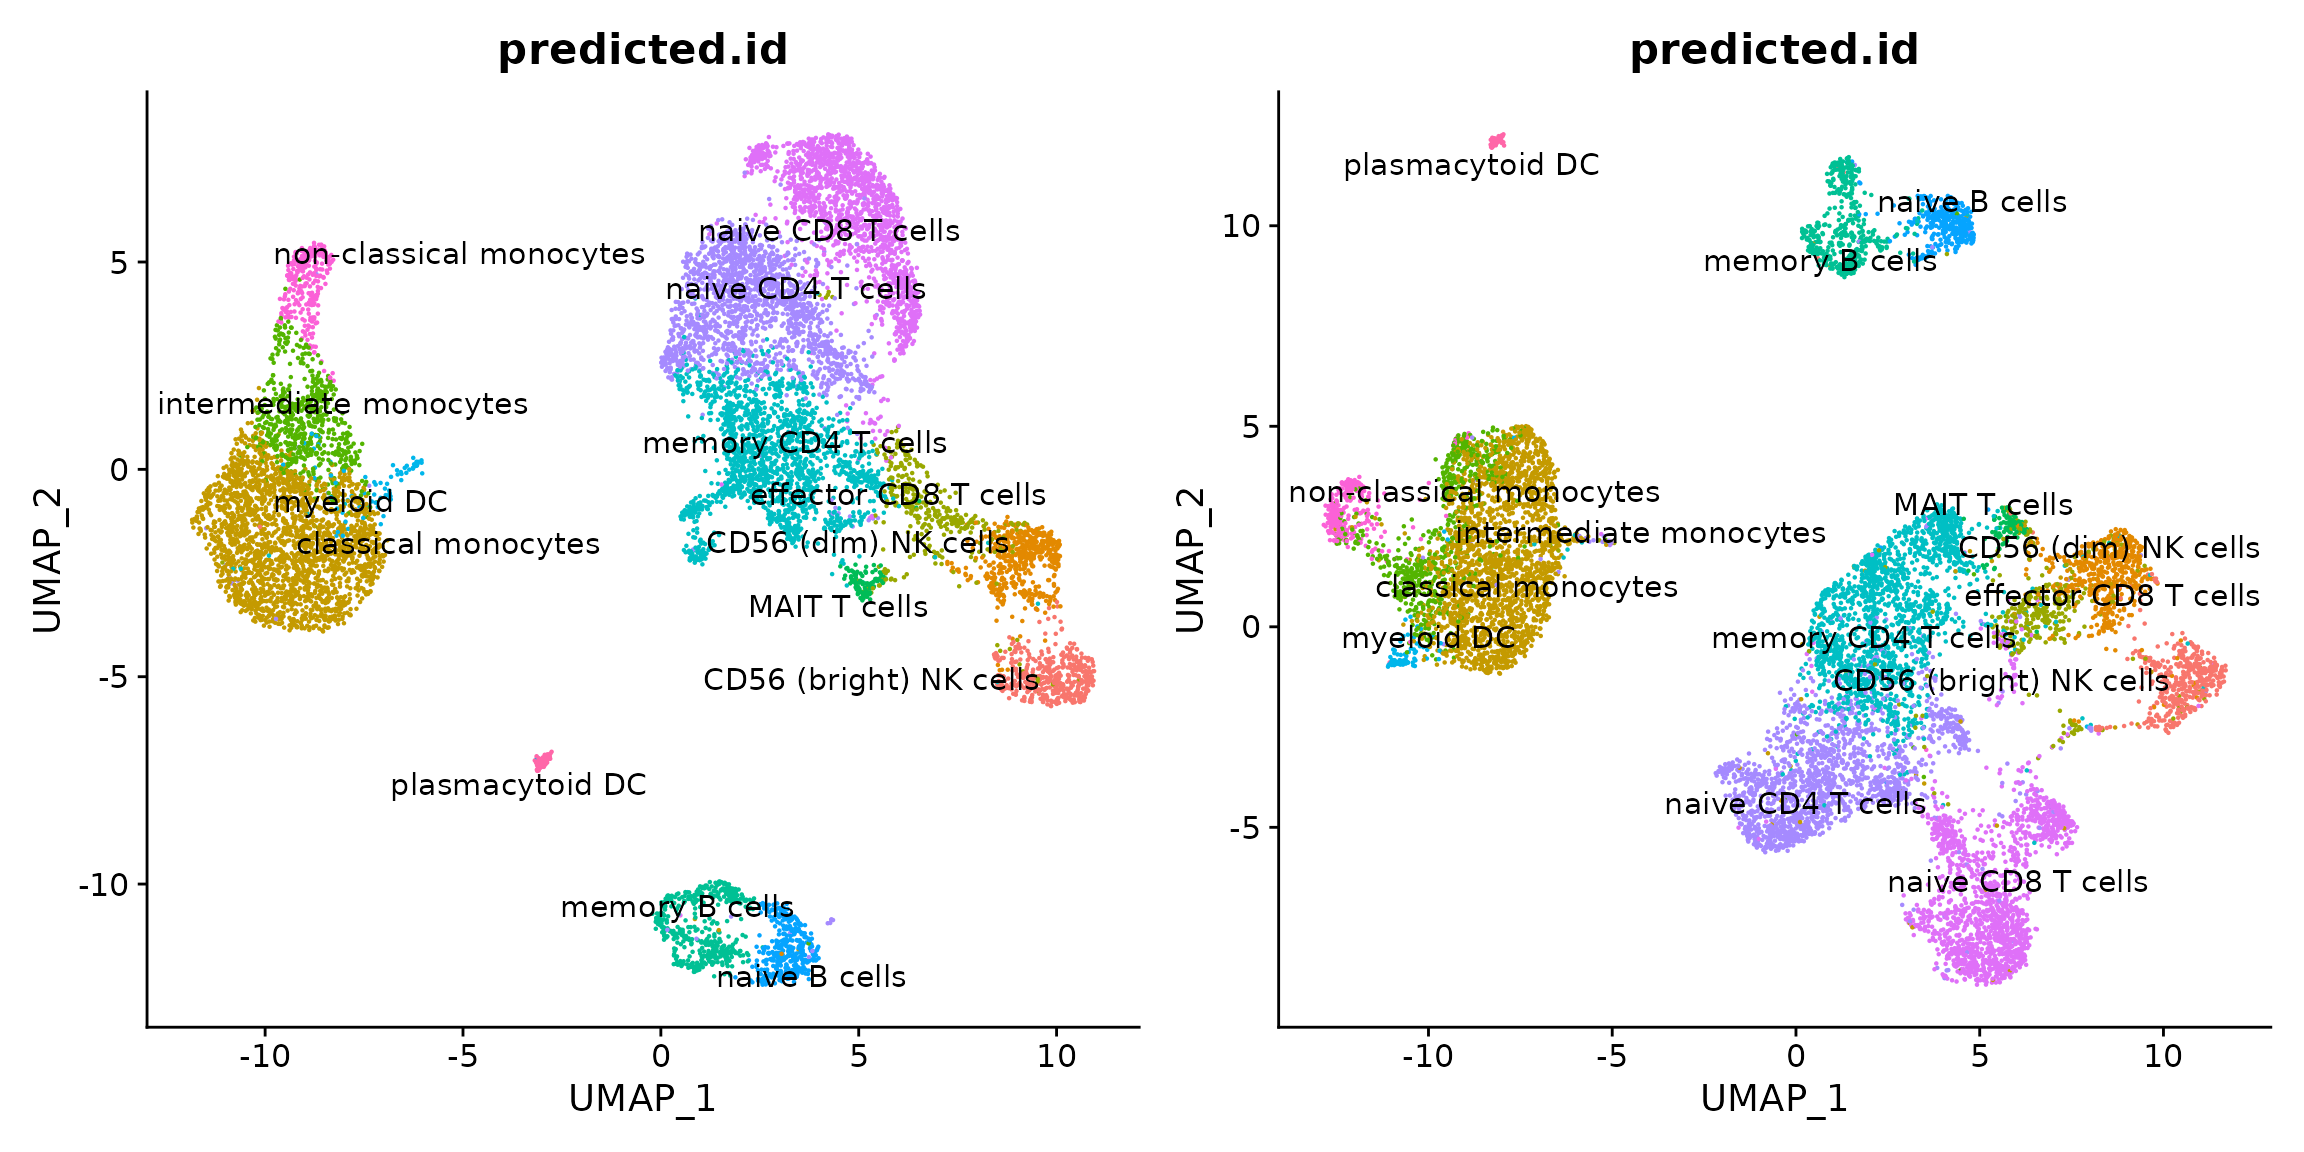 predicted.id
UMAP_2
5
0
-5
-10
non-classical monocytes
intermediate monocytes
myeloid DC
classical monocytes
naive CD8 T cells
naive CD4 T cells
memory CD4 T cells
effector CD8 T cells
CD56 (dim) NK cells
MAIT T cells
CD56 (bright) NK cells
plasmacytoid DC
memory B cells
naive B cells
-10
-5
0
5
10
UMAP_1
predicted.id
UMAP_2
10
5
0
-5
plasmacytoid DC
naive B cells
memory B cells
non-classical monocytes
MAIT T cells
intermediate monocytes
CD56 (dim) NK cells
classical monocytes
effector CD8 T cells
myeloid DC
memory CD4 T cells
CD56 (bright) NK cells
naive CD4 T cells
naive CD8 T cells
-10
-5
0
5
10
UMAP_1